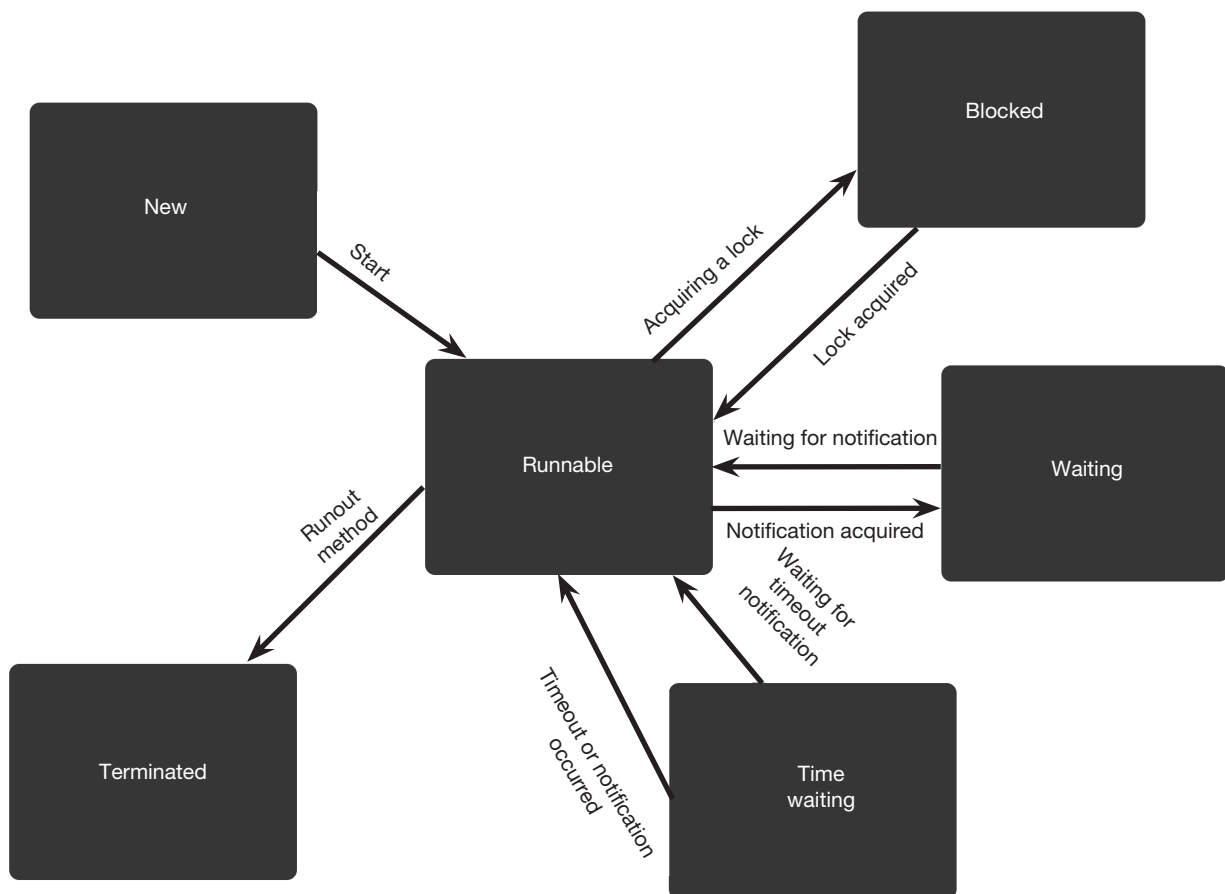 Blocked
New
Start
Acquiring a lock
Lock acquired
Runnable
Waiting for notification
Waiting
Notification acquired
Runout
method
Waiting for
timeout
notification
Timeout or notification
occurred
Terminated
Time
waiting